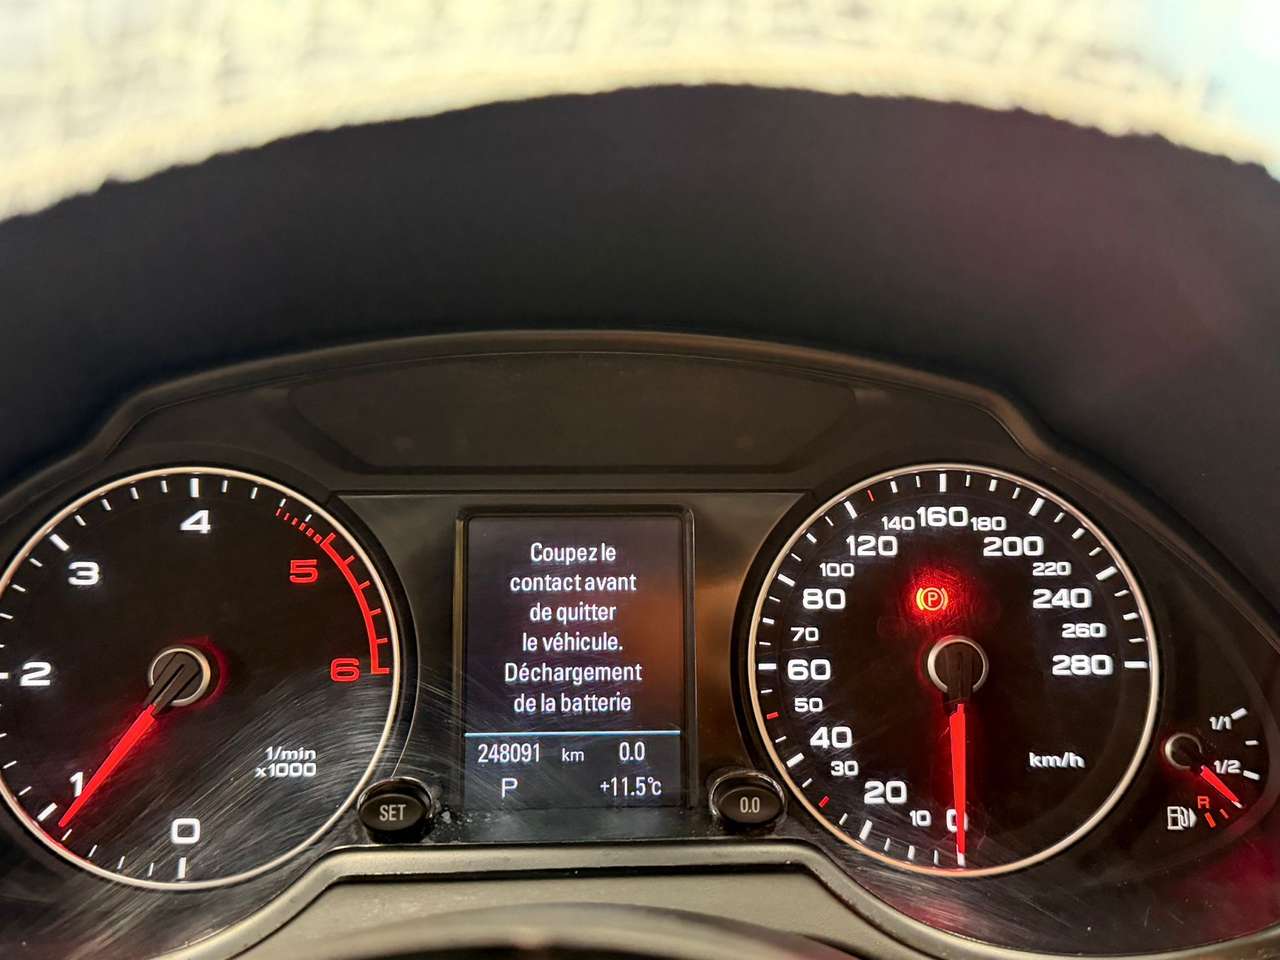 Coupez le
contact avant
de quitter
le véhicule.
Déchargement
de la batterie
248091 km 0.0
P +11.5°C
0
1
2
3
4
5
6
1/min
x1000
SET
0.0
0
10
20
30
40
50
60
70
80
100
120
140
160
180
200
220
240
260
280
km/h
P
1/1
1/2
R